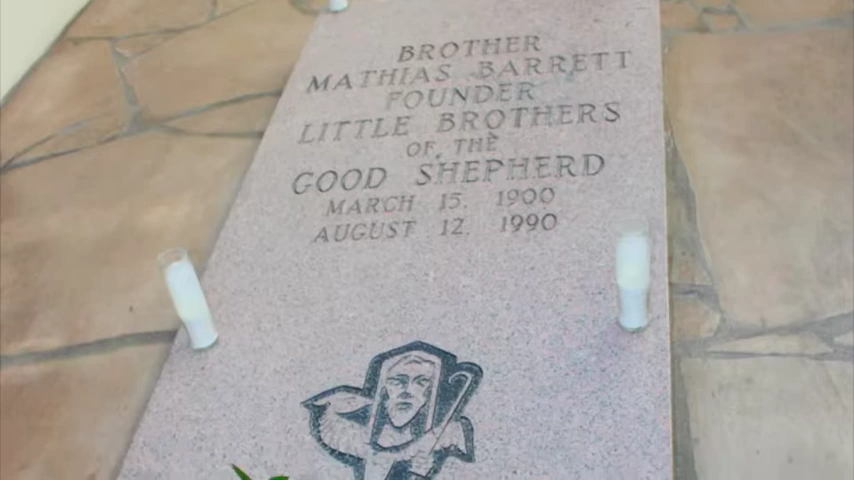 BROTHER
MATHIAS BARRETT
FOUNDER
LITTLE BROTHERS
OF THE
GOOD SHEPHERD
MARCH 15, 1900
AUGUST 12, 1990